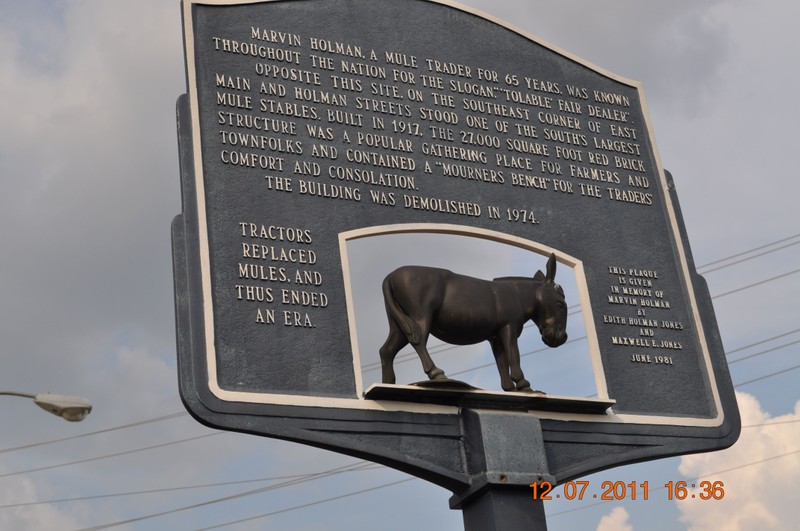 MARVIN HOLMAN, A MULE TRADER FOR 65 YEARS, WAS KNOWN
THROUGHOUT THE NATION FOR THE SLOGAN "TOLABLE FAIR DEALER".
OPPOSITE THIS SITE, ON THE SOUTHEAST CORNER OF EAST
MAIN AND HOLMAN STREETS STOOD ONE OF THE SOUTH'S LARGEST
MULE STABLES. BUILT IN 1917, THE 27,000 SQUARE FOOT RED BRICK
STRUCTURE WAS A POPULAR GATHERING PLACE FOR FARMERS AND
TOWNFOLKS AND CONTAINED A "MOURNERS BENCH" FOR THE TRADERS'
COMFORT AND CONSOLATION.
THE BUILDING WAS DEMOLISHED IN 1974.
TRACTORS
REPLACED
MULES, AND
THUS ENDED
AN ERA.
THIS PLAQUE
IS GIVEN
IN MEMORY OF
MARVIN HOLMAN
BY
EDITH HOLMAN JONES
AND
MAXWELL E. JONES
JUNE 1981
12.07.2011 16:36